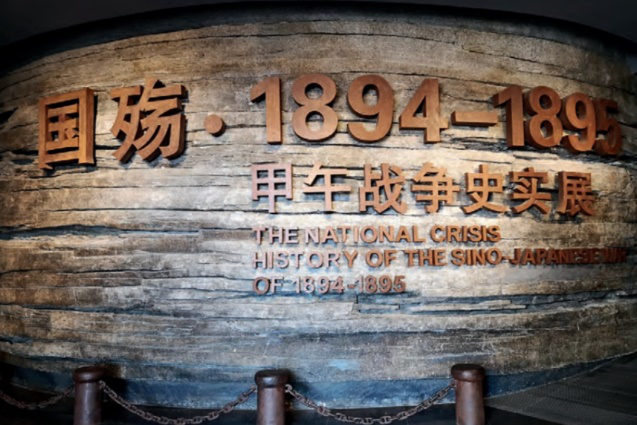 国殇·1894-1895
甲午战争史实展
THE NATIONAL CRISIS
HISTORY OF THE SINO-JAPANESE WAR
OF 1894-1895